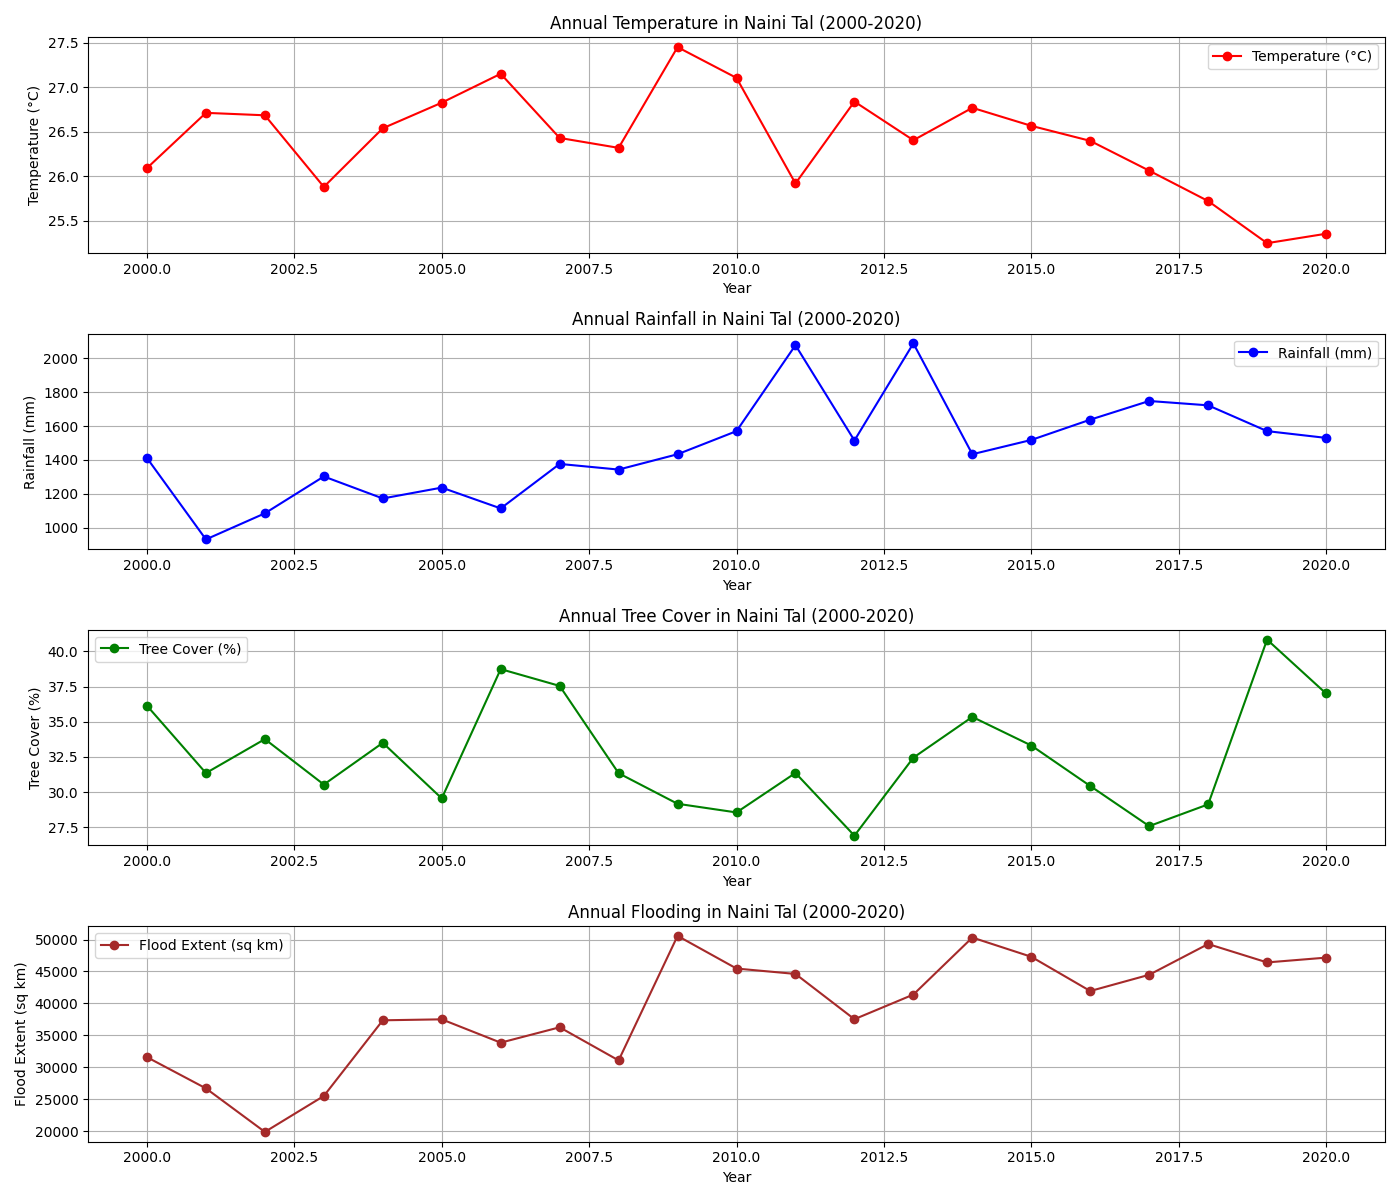 Annual Temperature in Naini Tal (2000-2020)
27.5
27.0
26.5
26.0
25.5
Temperature (°C)
Temperature (°C)
2000.0 2002.5 2005.0 2007.5 2010.0 2012.5 2015.0 2017.5 2020.0
Year
Annual Rainfall in Naini Tal (2000-2020)
2000
1800
1600
1400
1200
1000
Rainfall (mm)
Rainfall (mm)
2000.0 2002.5 2005.0 2007.5 2010.0 2012.5 2015.0 2017.5 2020.0
Year
Annual Tree Cover in Naini Tal (2000-2020)
40.0
37.5
35.0
32.5
30.0
27.5
Tree Cover (%)
Tree Cover (%)
2000.0 2002.5 2005.0 2007.5 2010.0 2012.5 2015.0 2017.5 2020.0
Year
Annual Flooding in Naini Tal (2000-2020)
50000
45000
40000
35000
30000
25000
20000
Flood Extent (sq km)
Flood Extent (sq km)
2000.0 2002.5 2005.0 2007.5 2010.0 2012.5 2015.0 2017.5 2020.0
Year